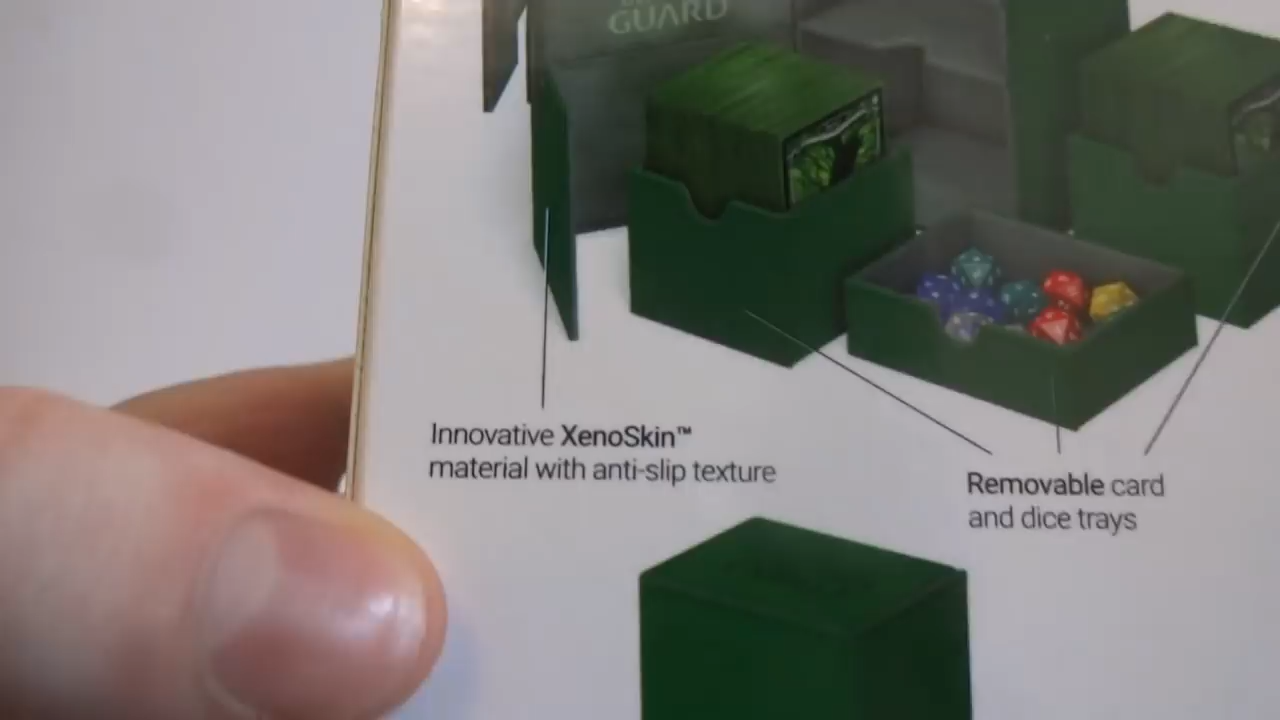 GUARD
Innovative XenoSkin™
material with anti-slip texture
Removable card
and dice trays